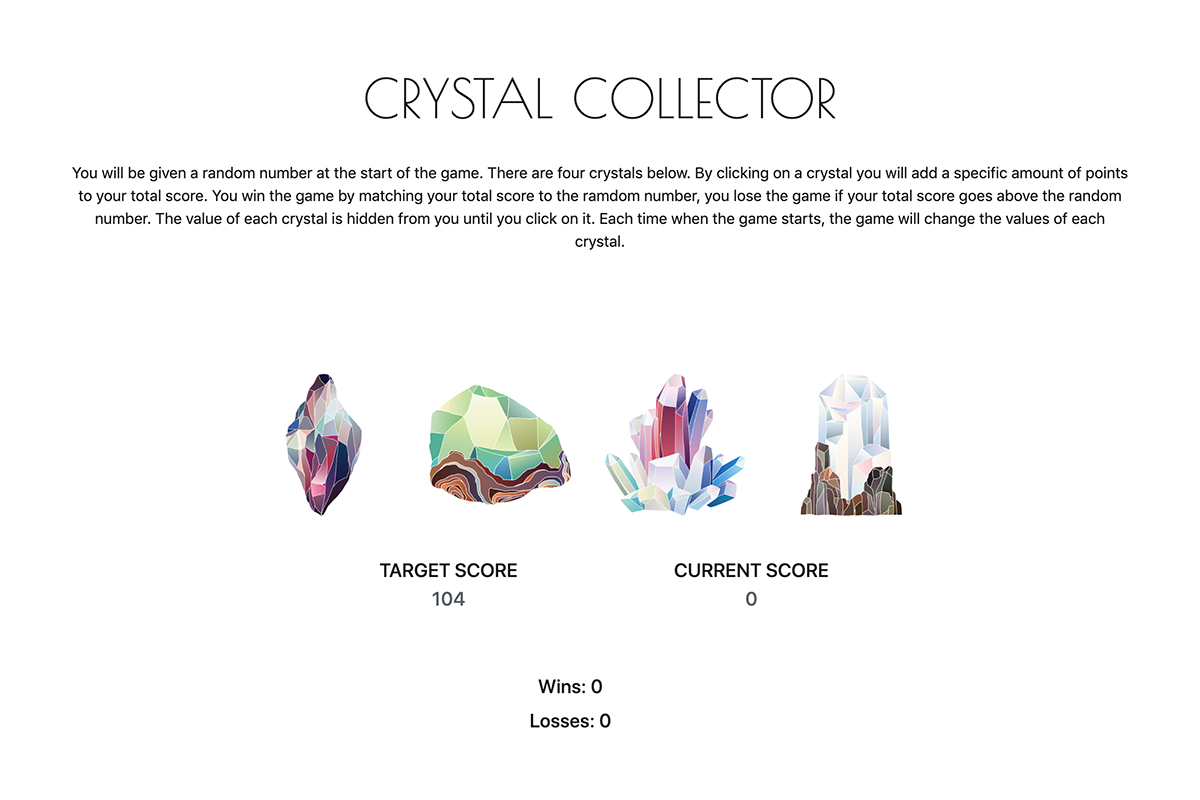 CRYSTAL COLLECTOR
You will be given a random number at the start of the game. There are four crystals below. By clicking on a crystal you will add a specific amount of points
to your total score. You win the game by matching your total score to the ramdom number, you lose the game if your total score goes above the random
number. The value of each crystal is hidden from you until you click on it. Each time when the game starts, the game will change the values of each
crystal.
TARGET SCORE
104
CURRENT SCORE
0
Wins: 0
Losses: 0